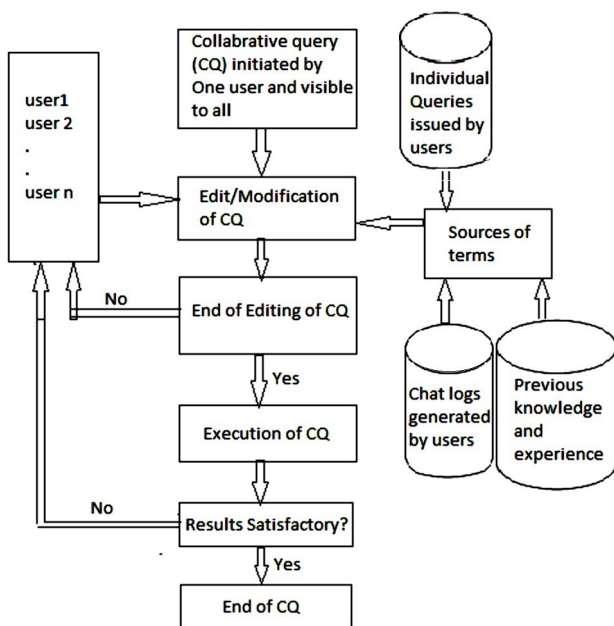 user1
user 2
.
.
user n
Collabrative query
(CQ) initiated by
One user and visible
to all
Individual
Queries
issued by
users
Edit/Modification
of CQ
Sources of
terms
No
End of Editing of CQ
Yes
Chat logs
generated
by users
Previous
knowledge
and
experience
Execution of CQ
No
Results Satisfactory?
Yes
End of CQ